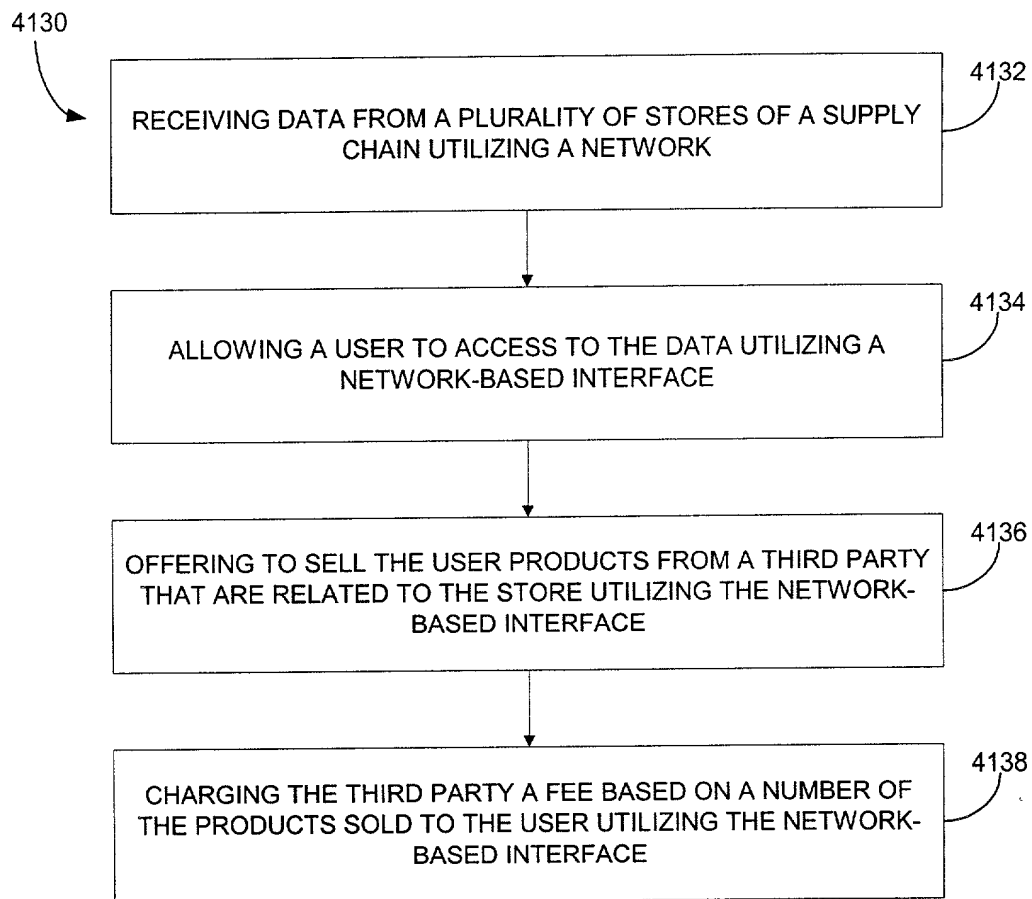 4130
4132
RECEIVING DATA FROM A PLURALITY OF STORES OF A SUPPLY
CHAIN UTILIZING A NETWORK
4134
ALLOWING A USER TO ACCESS TO THE DATA UTILIZING A
NETWORK-BASED INTERFACE
4136
OFFERING TO SELL THE USER PRODUCTS FROM A THIRD PARTY
THAT ARE RELATED TO THE STORE UTILIZING THE NETWORK-
BASED INTERFACE
4138
CHARGING THE THIRD PARTY A FEE BASED ON A NUMBER OF
THE PRODUCTS SOLD TO THE USER UTILIZING THE NETWORK-
BASED INTERFACE